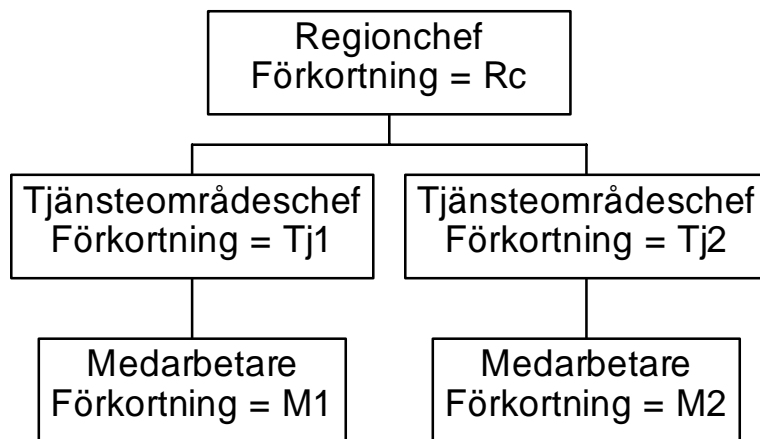 Regionchef
Förkortning = Rc
Tjänsteområdeschef
Förkortning = Tj1
Tjänsteområdeschef
Förkortning = Tj2
Medarbetare
Förkortning = M1
Medarbetare
Förkortning = M2